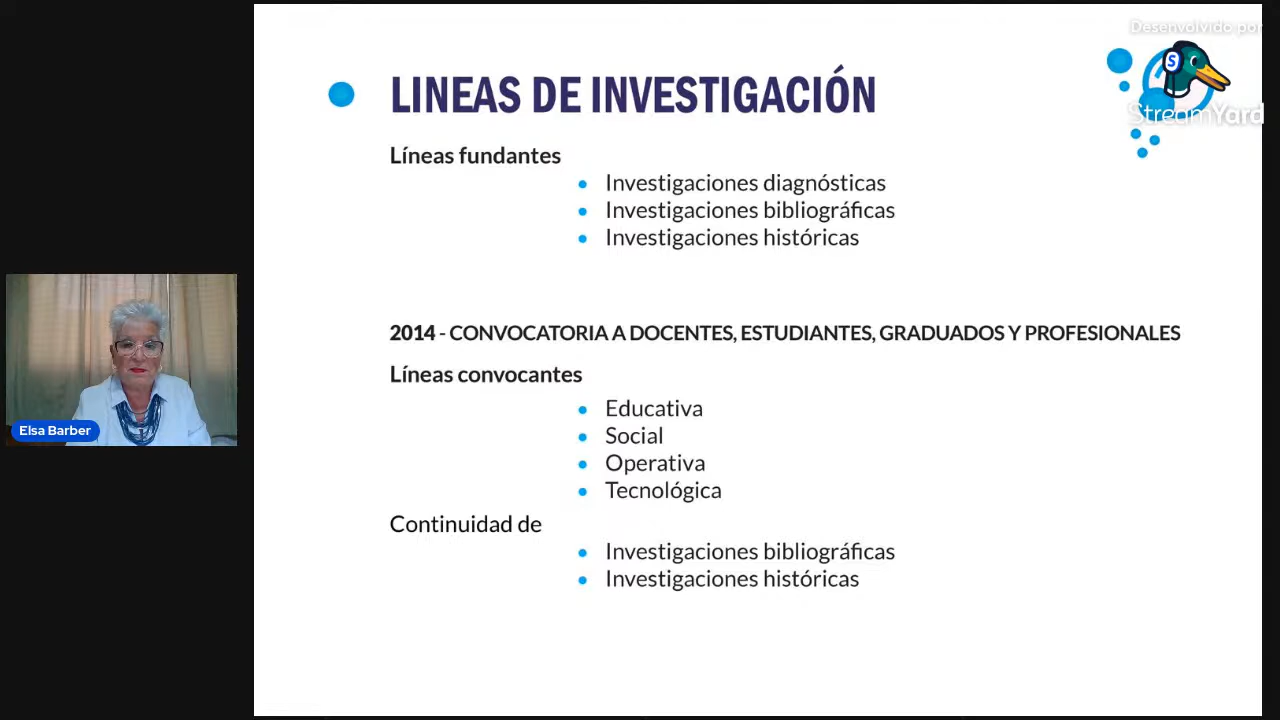 Desenvolvido por
StreamYard
LINEAS DE INVESTIGACIÓN
Líneas fundantes
Investigaciones diagnósticas
Investigaciones bibliográficas
Investigaciones históricas
2014 - CONVOCATORIA A DOCENTES, ESTUDIANTES, GRADUADOS Y PROFESIONALES
Líneas convocantes
Educativa
Social
Operativa
Tecnológica
Continuidad de
Investigaciones bibliográficas
Investigaciones históricas
Elsa Barber